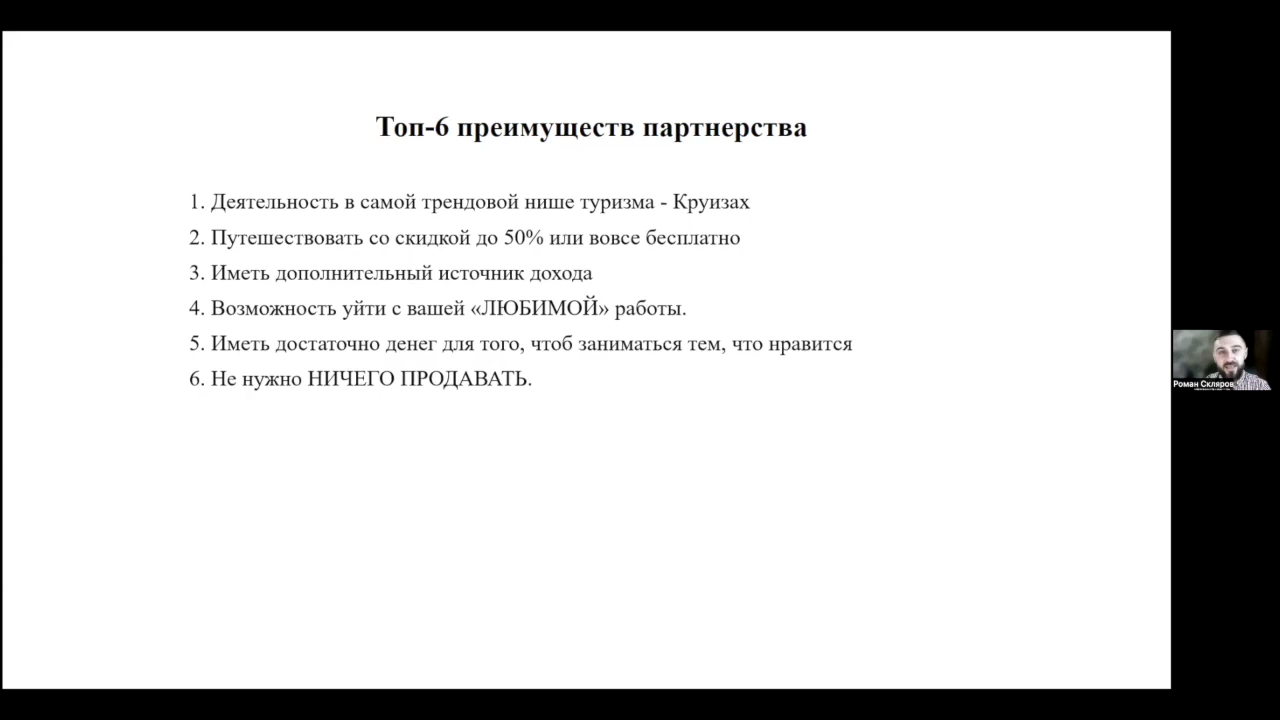 Топ-6 преимуществ партнерства
1. Деятельность в самой трендовой нише туризма - Круизах
2. Путешествовать со скидкой до 50% или вовсе бесплатно
3. Иметь дополнительный источник дохода
4. Возможность уйти с вашей «ЛЮБИМОЙ» работы.
5. Иметь достаточно денег для того, чтоб заниматься тем, что нравится
6. Не нужно НИЧЕГО ПРОДАВАТЬ.
Роман Скляров